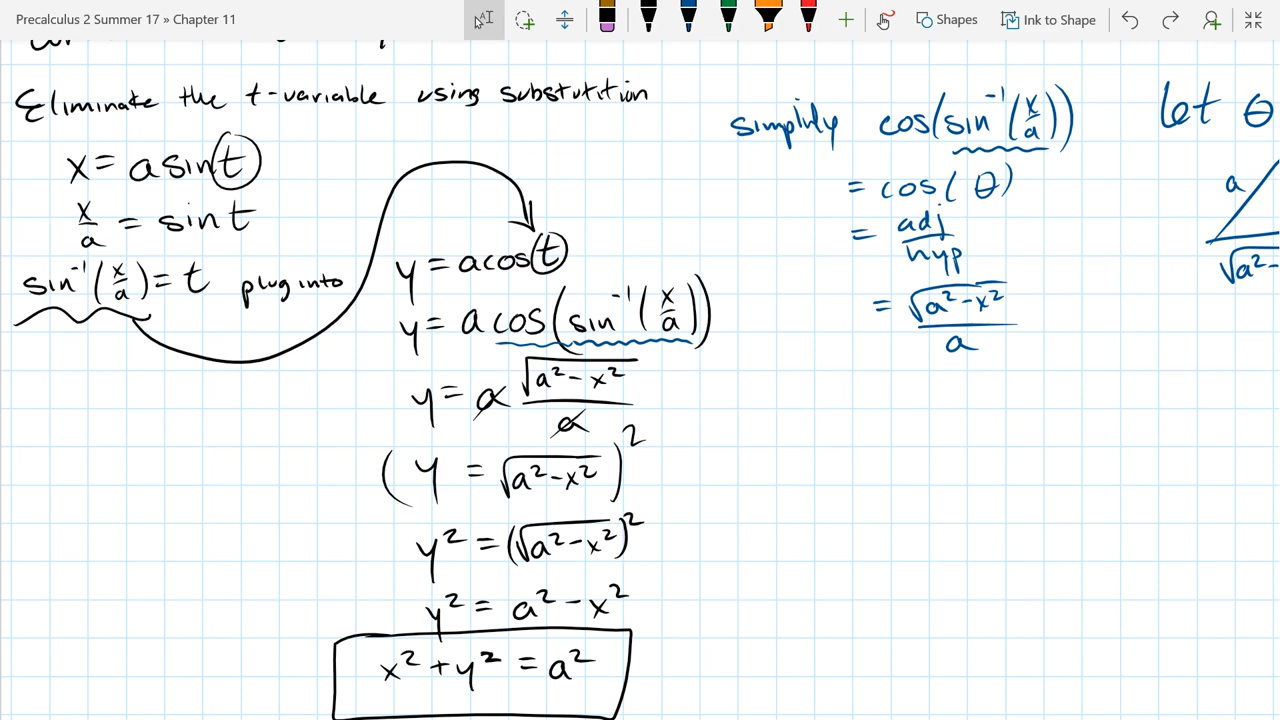 Precalculus 2 Summer 17 » Chapter 11
Shapes
Ink to Shape
Eliminate the t-variable using substitution
x = a sin t
x/a = sin t
sin⁻¹(x/a) = t plug into
y = a cos t
y = a cos(sin⁻¹(x/a))
y = a √(a² - x²)/a
(y = √(a² - x²))²
y² = (√(a² - x²))²
y² = a² - x²
x² + y² = a²
simplify cos(sin⁻¹(x/a))
= cos(θ)
= adj/hyp
= √(a² - x²)/a
let θ
a
√a² -